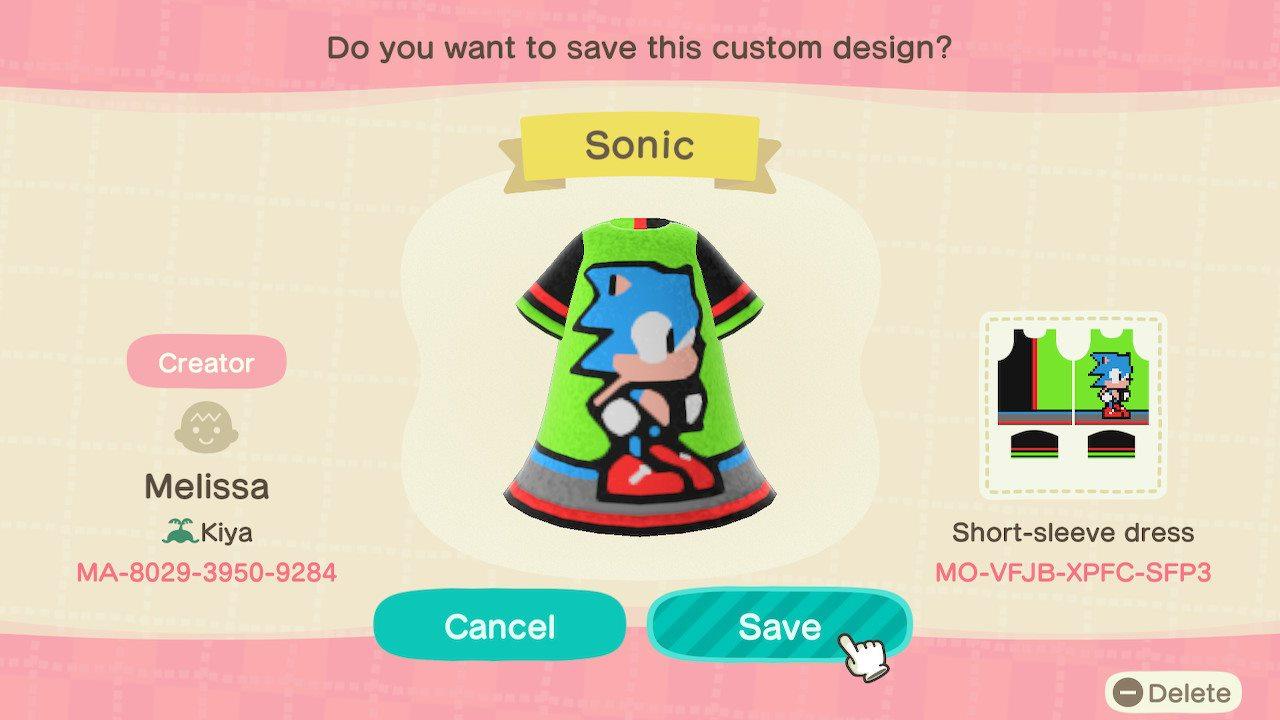 Do you want to save this custom design?
Sonic
Creator
Melissa
Kiya
MA-8029-3950-9284
Short-sleeve dress
MO-VFJB-XPFC-SFP3
Cancel
Save
Delete